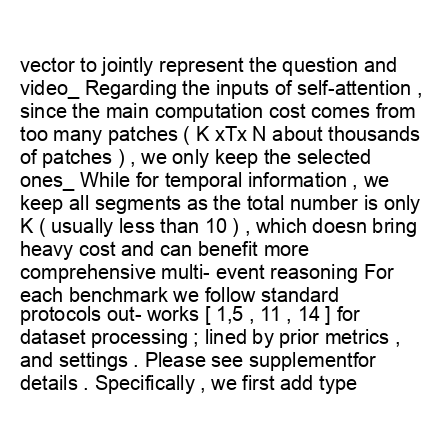 vector to jointly represent the question and
video_ Regarding the inputs of self-attention ,
since the main computation cost comes from
too many patches ( K xTx N about thousands
of patches ) , we only keep the selected
ones_ While for temporal information , we
keep all segments as the total number is only
K ( usually less than 10 ) , which doesn bring
heavy cost and can benefit more
comprehensive multi- event reasoning For
each benchmark we follow standard
protocols out- works [ 1,5 , 11 , 14 ] for
dataset processing ; lined by prior metrics ,
and settings . Please see supplementfor
details . Specifically , we first add type